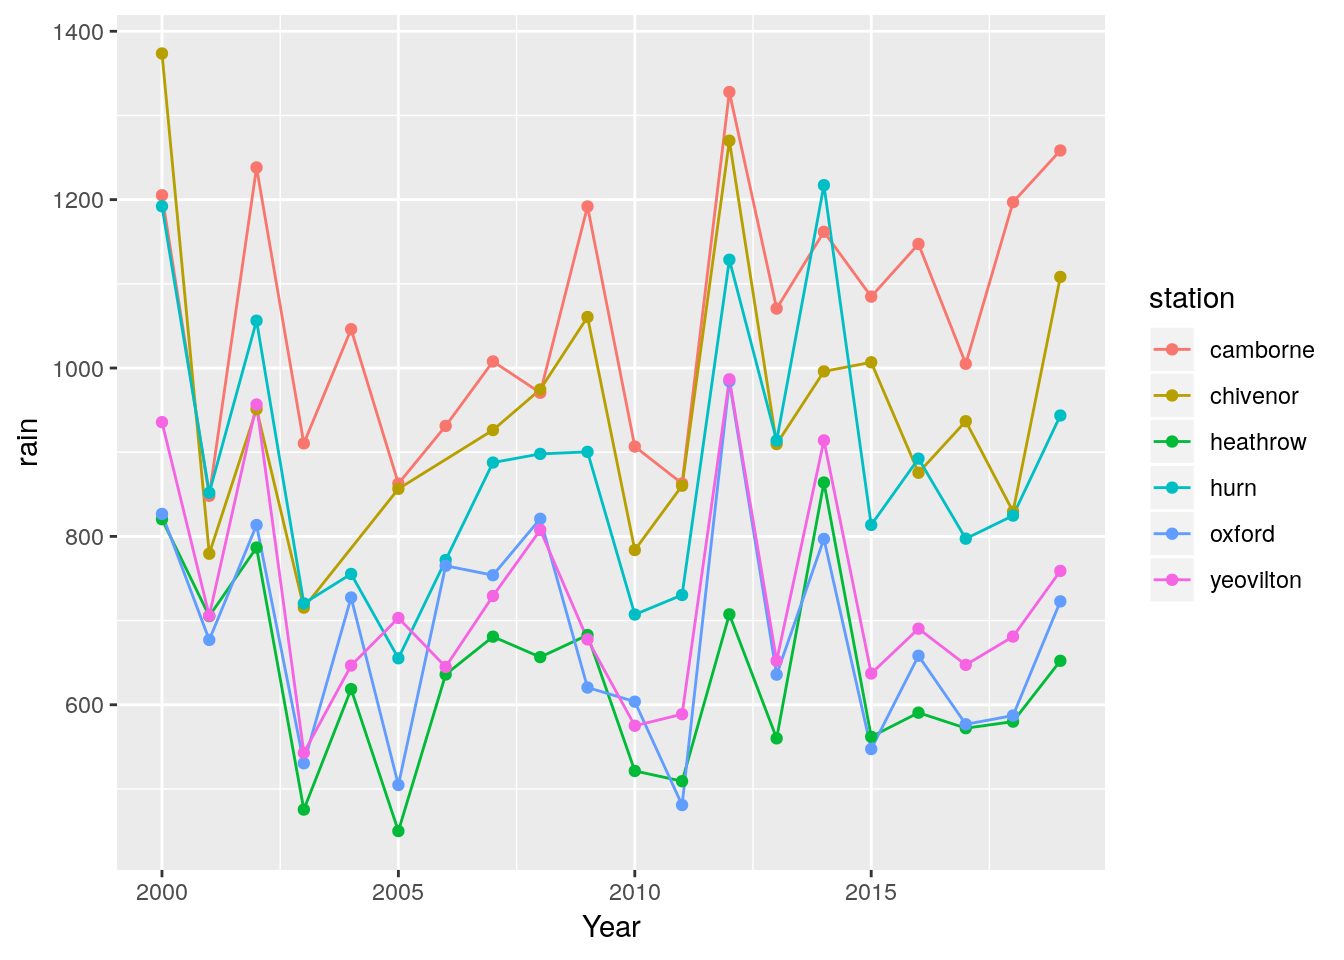 1400
1200
1000
800
600
rain
2000 2005 2010 2015
Year
station
camborne
chivenor
heathrow
hurn
oxford
yeovilton